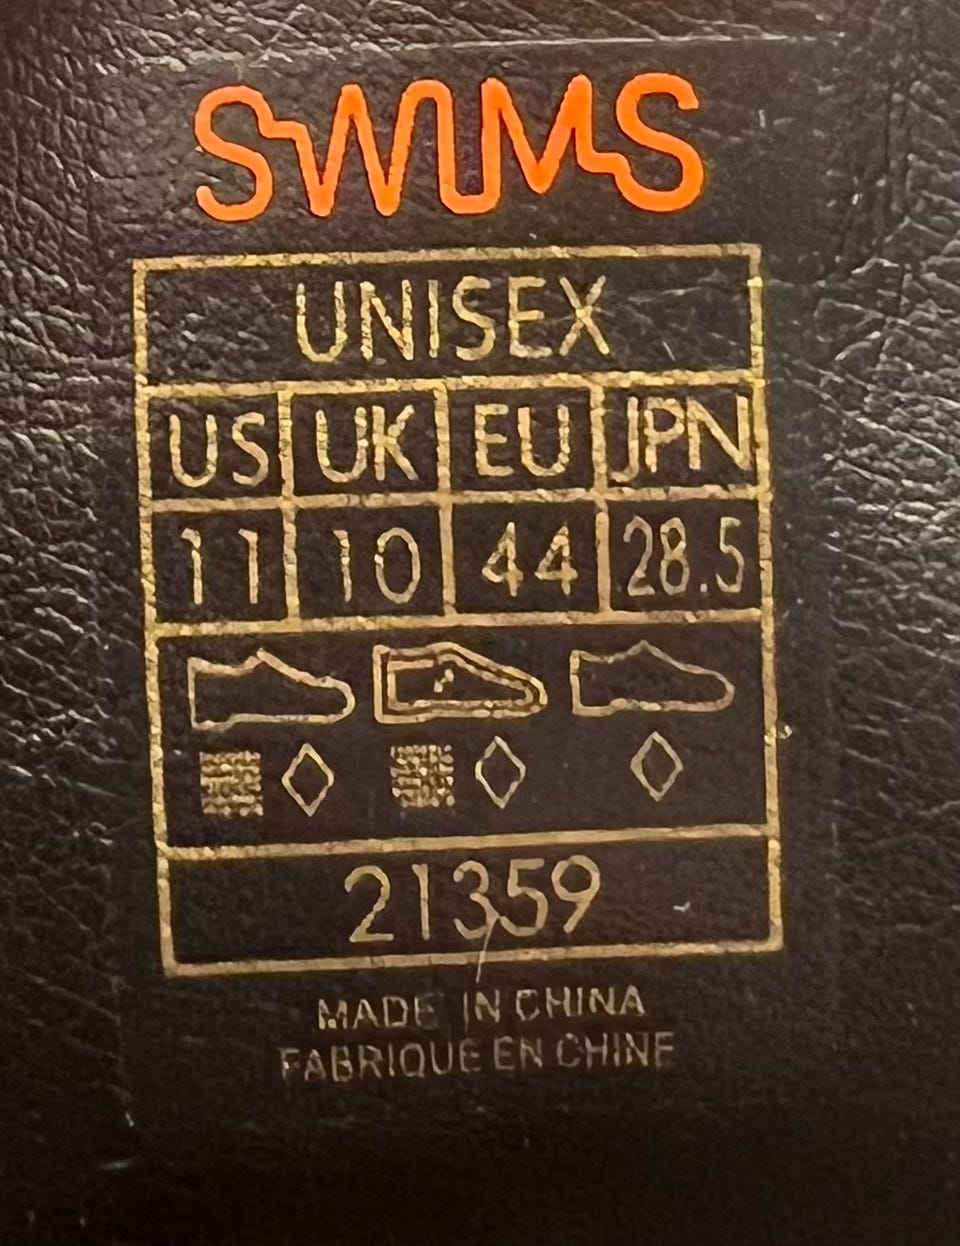 SWIMS
UNISEX
US UK EU JPN
11 10 44 28.5
21359
MADE IN CHINA
FABRIQUE EN CHINE